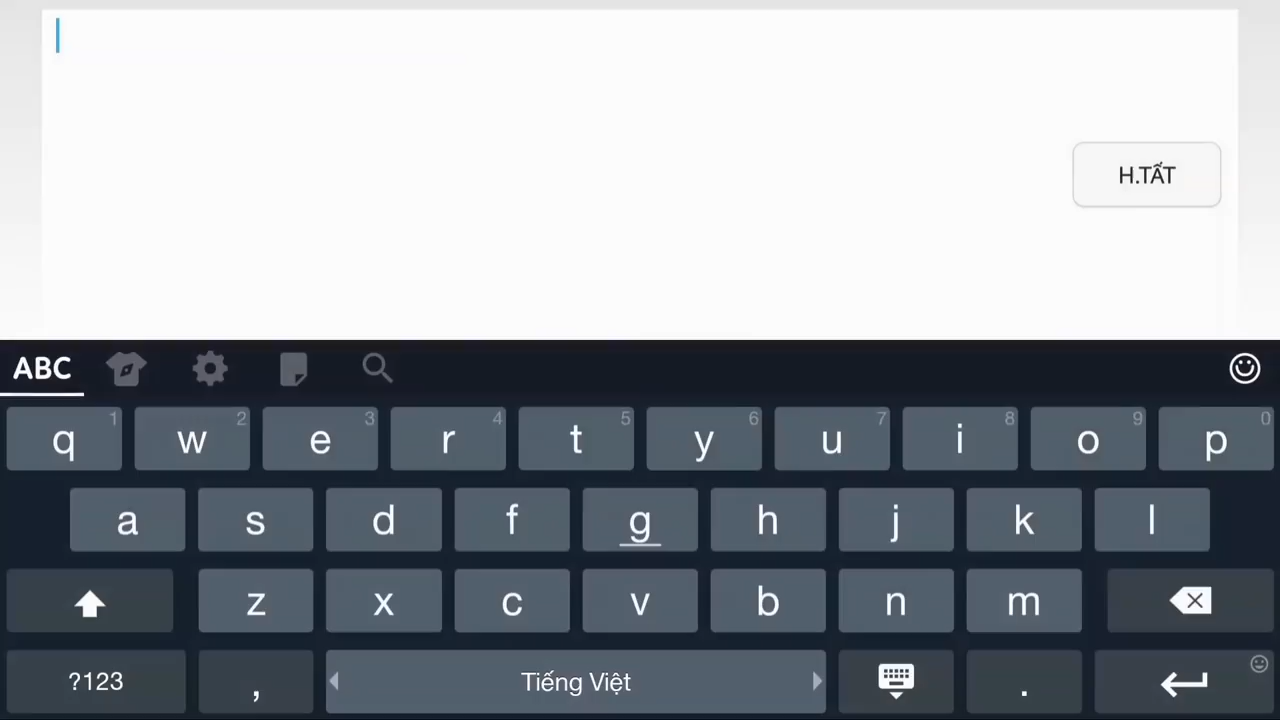 H.TẤT
ABC
q 1 w 2 e 3 r 4 t 5 y 6 u 7 i 8 o 9 p 0
a s d f g h j k l
z x c v b n m
?123 , Tiếng Việt .